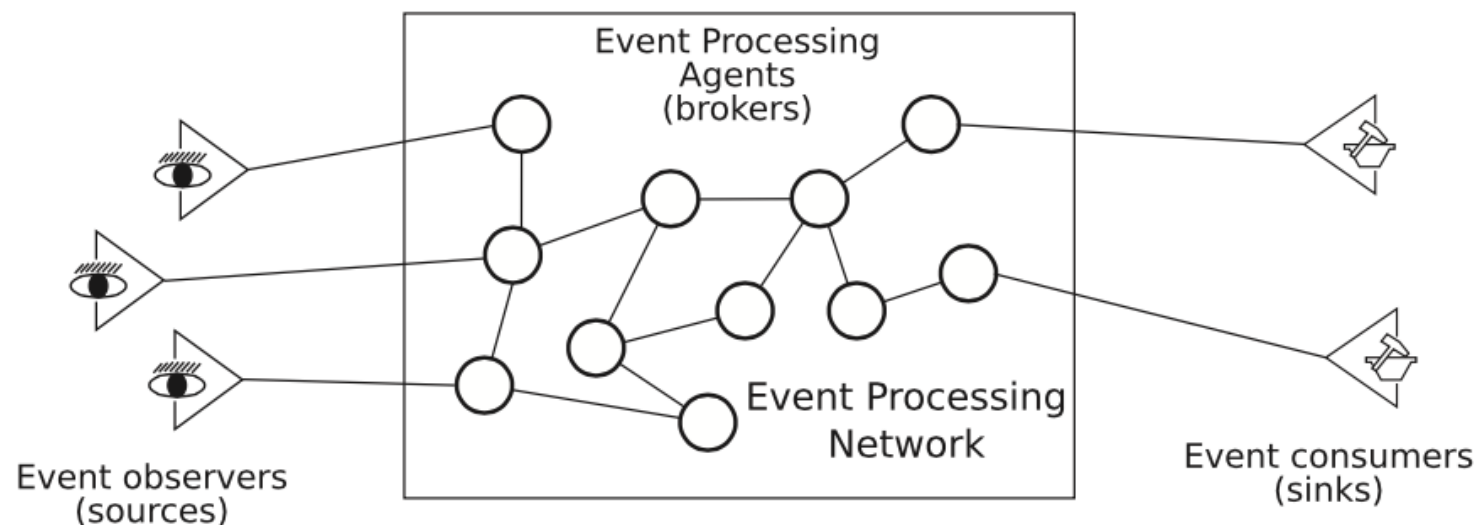 Event Processing
Agents
(brokers)
Event Processing
Network
Event observers
(sources)
Event consumers
(sinks)